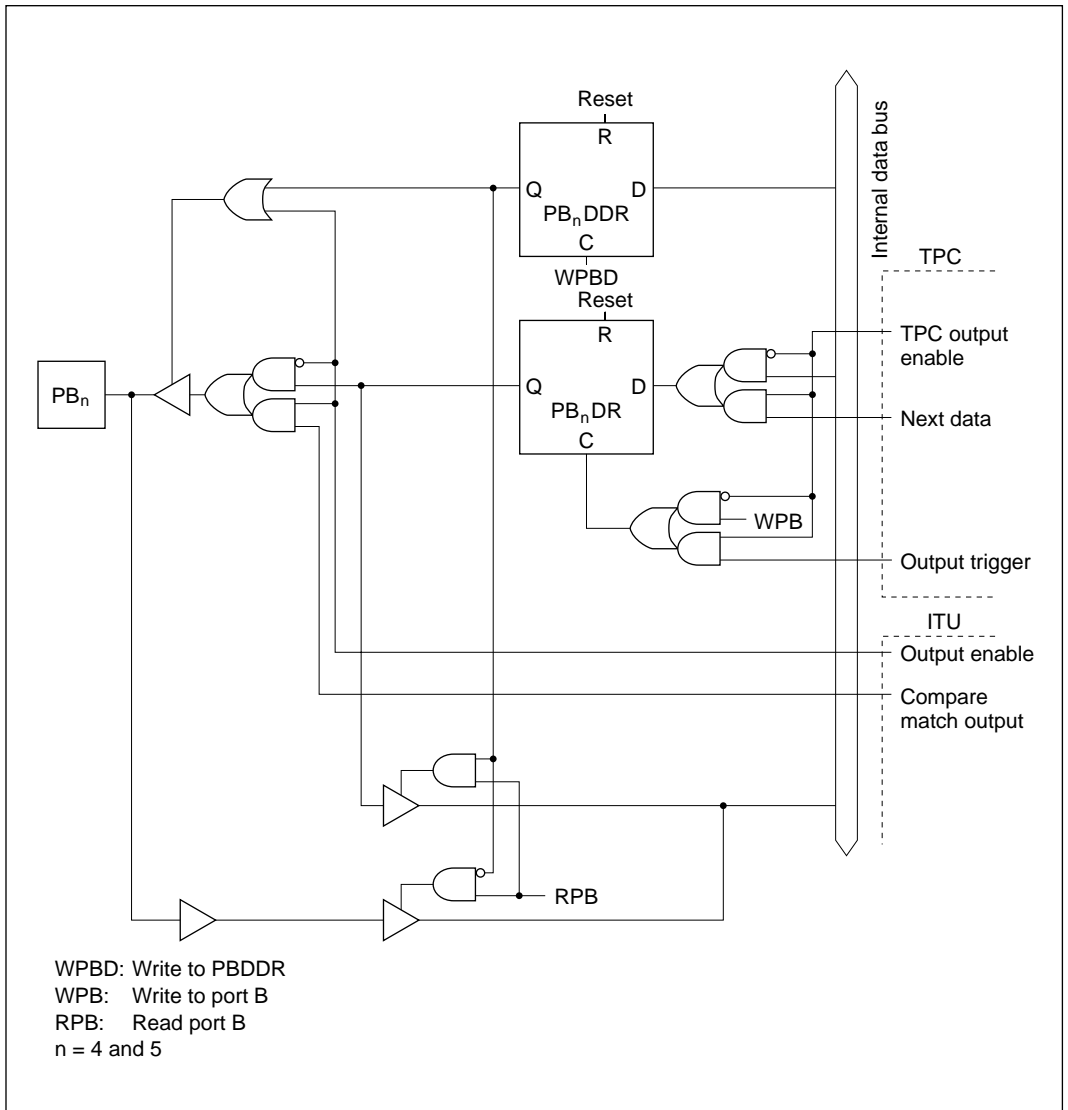 Reset
R
Q
D
PBnDDR
C
WPBD
Internal data bus
TPC
Reset
R
TPC output
enable
PBn
Q
D
PBnDR
Next data
C
WPB
Output trigger
ITU
Output enable
Compare
match output
RPB
WPBD: Write to PBDDR
WPB: Write to port B
RPB: Read port B
n = 4 and 5